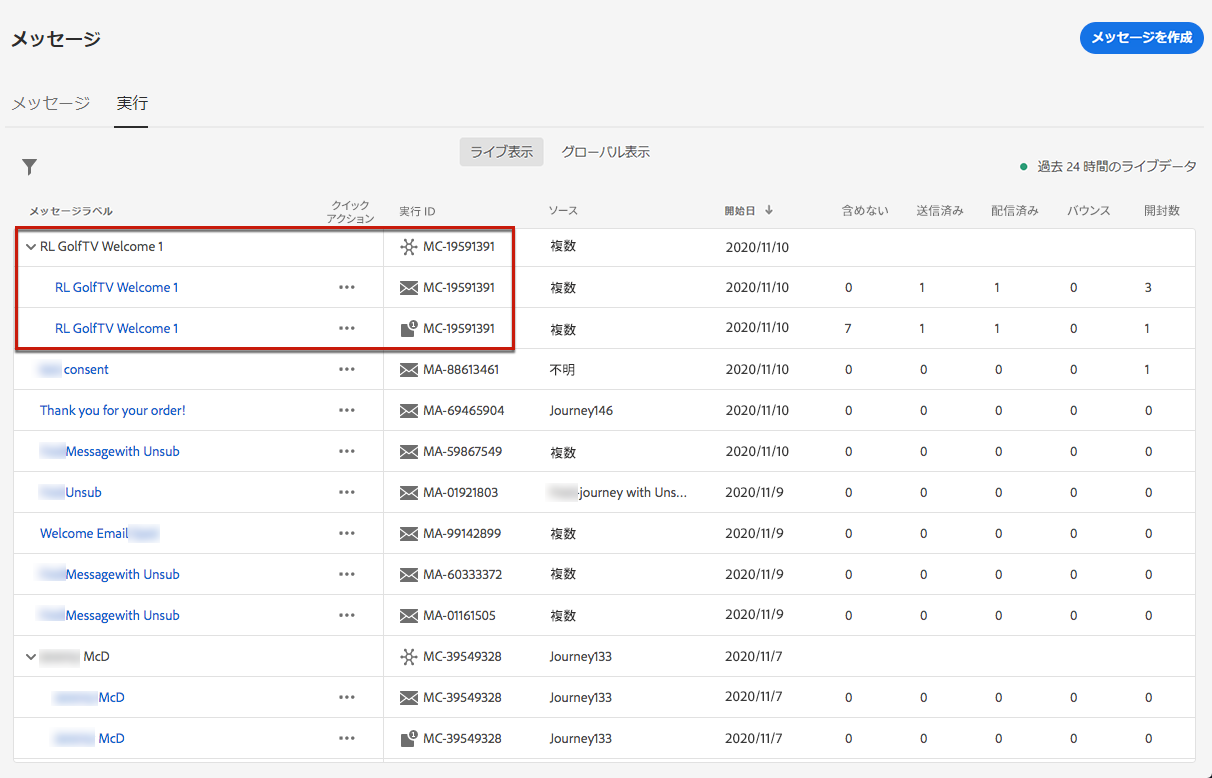 メッセージ
メッセージを作成
メッセージ 実行
ライブ表示 グローバル表示
過去 24 時間のライブデータ
メッセージラベル クイック アクション 実行 ID ソース 開始日 含めない 送信済み 配信済み バウンス 開封数
RL GolfTV Welcome 1 MC-19591391 複数 2020/11/10
RL GolfTV Welcome 1 ••• MC-19591391 複数 2020/11/10 0 1 1 0 3
RL GolfTV Welcome 1 ••• 1 MC-19591391 複数 2020/11/10 7 1 1 0 1
consent ••• MA-88613461 不明 2020/11/10 0 0 0 0 1
Thank you for your order! ••• MA-69465904 Journey146 2020/11/10 0 0 0 0 0
Messagewith Unsub ••• MA-59867549 複数 2020/11/10 0 0 0 0 0
Unsub ••• MA-01921803 -journey with Uns... 2020/11/9 0 0 0 0 0
Welcome Email ••• MA-99142899 複数 2020/11/9 0 0 0 0 0
Messagewith Unsub ••• MA-60333372 複数 2020/11/9 0 0 0 0 0
Messagewith Unsub ••• MA-01161505 複数 2020/11/9 0 0 0 0 0
McD MC-39549328 Journey133 2020/11/7
McD ••• MC-39549328 Journey133 2020/11/7 0 0 0 0 0
McD ••• 1 MC-39549328 Journey133 2020/11/7 0 0 0 0 0